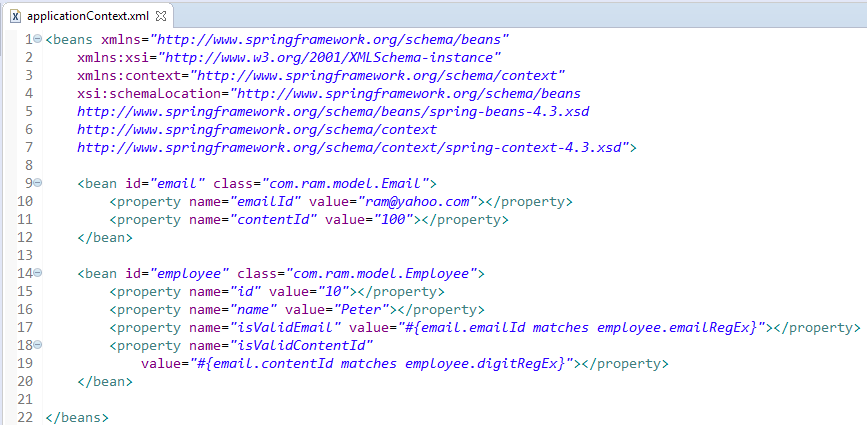 applicationContext.xml
1 <beans xmlns="http://www.springframework.org/schema/beans"
2     xmlns:xsi="http://www.w3.org/2001/XMLSchema-instance"
3     xmlns:context="http://www.springframework.org/schema/context"
4     xsi:schemaLocation="http://www.springframework.org/schema/beans
5     http://www.springframework.org/schema/beans/spring-beans-4.3.xsd
6     http://www.springframework.org/schema/context
7     http://www.springframework.org/schema/context/spring-context-4.3.xsd">
8
9     <bean id="email" class="com.ram.model.Email">
10         <property name="emailId" value="ram@yahoo.com"></property>
11         <property name="contentId" value="100"></property>
12     </bean>
13
14     <bean id="employee" class="com.ram.model.Employee">
15         <property name="id" value="10"></property>
16         <property name="name" value="Peter"></property>
17         <property name="isValidEmail" value="#{email.emailId matches employee.emailRegEx}"></property>
18         <property name="isValidContentId"
19             value="#{email.contentId matches employee.digitRegEx}"></property>
20     </bean>
21
22 </beans>